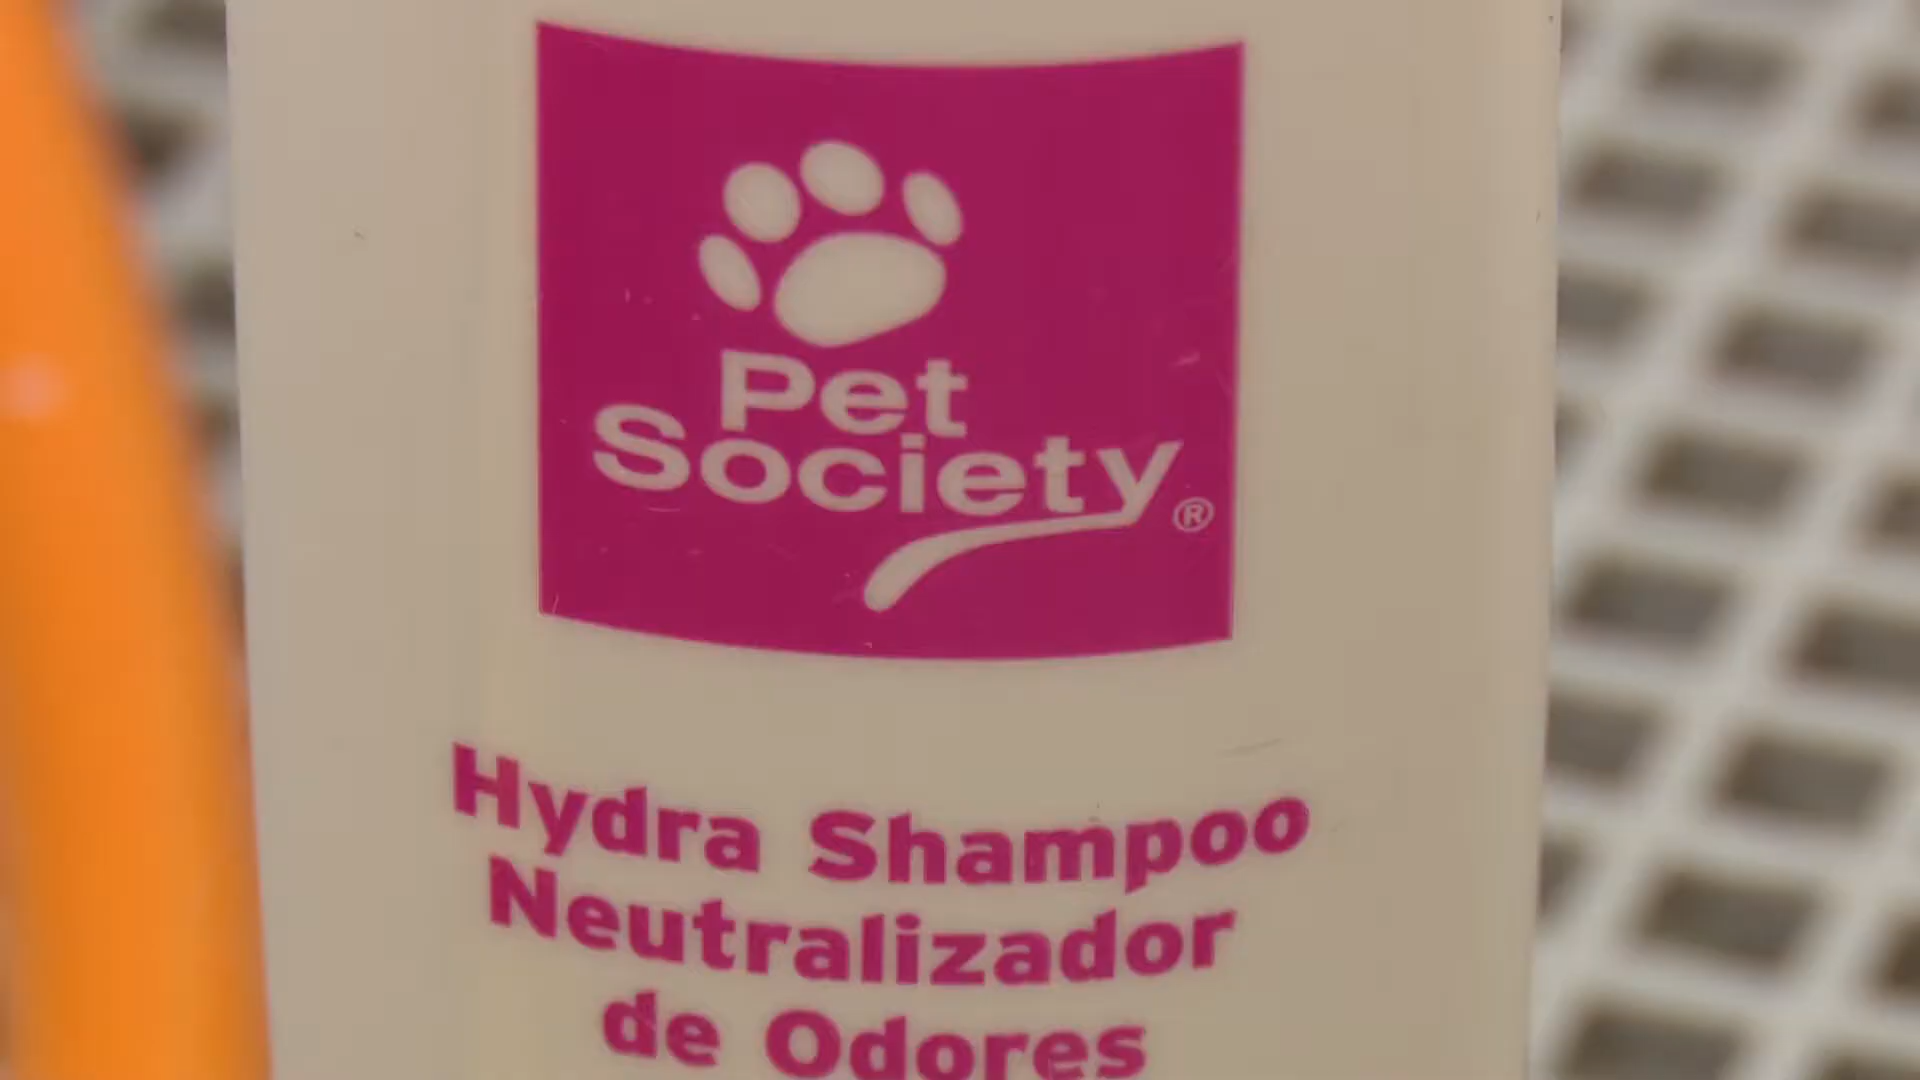 Pet
Society®
Hydra Shampoo
Neutralizador
de Odores